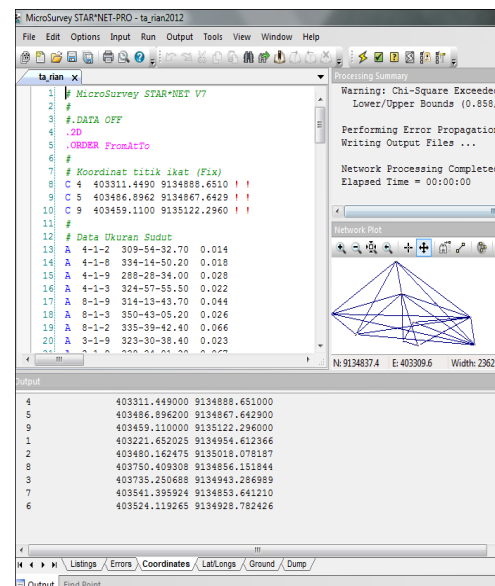 MicroSurvey STAR*NET-PRO - ta_rian2012
File Edit Options Input Run Output Tools View Window Help
ta_rian x
1 # MicroSurvey STAR*NET V7
2 #
3 #.DATA OFF
4 .2D
5 .ORDER FromAtTo
6 #
7 # Koordinat titik ikat (Fix)
8 C 4 403311.4490 9134888.6510 ! !
9 C 5 403486.8962 9134867.6429 ! !
10 C 9 403459.1100 9135122.2960 ! !
11 #
12 # Data Ukuran Sudut
13 A 4-1-2 309-54-32.70 0.014
14 A 4-1-8 334-14-50.20 0.018
15 A 4-1-9 288-28-34.00 0.028
16 A 4-1-3 324-57-55.50 0.022
17 A 8-1-9 314-13-43.70 0.044
18 A 8-1-3 350-43-05.20 0.026
19 A 8-1-2 335-39-42.40 0.066
20 A 3-1-9 323-30-38.40 0.023
Processing Summary
Warning: Chi-Square Exceeded
Lower/Upper Bounds (0.858,
Performing Error Propagation
Writing Output Files ...
Network Processing Completed
Elapsed Time = 00:00:00
Network Plot
N: 9134837.4 E: 403309.6 Width: 2362
Output
4 403311.449000 9134888.651000
5 403486.896200 9134867.642900
9 403459.110000 9135122.296000
1 403221.652025 9134954.612366
2 403480.162475 9135018.078187
8 403750.409308 9134856.151844
3 403735.250688 9134943.286989
7 403541.395924 9134853.641210
6 403524.119265 9134928.782426
Listings Errors Coordinates Lat/Longs Ground Dump
Output Find Point